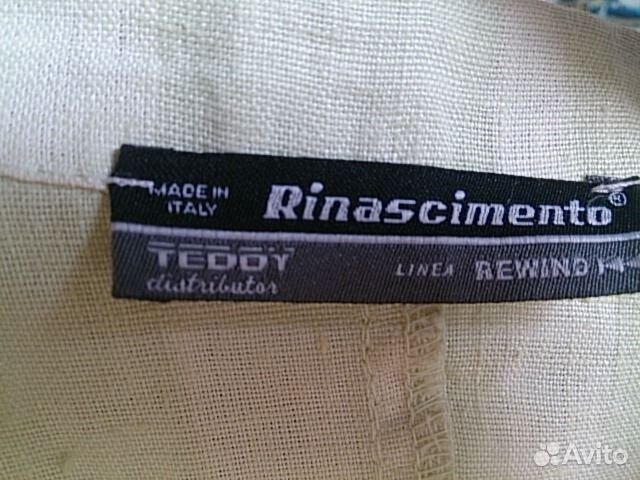 MADE IN
ITALY
Rinascimento®
TEDDY
distributor
LINEA REWIND
Avito